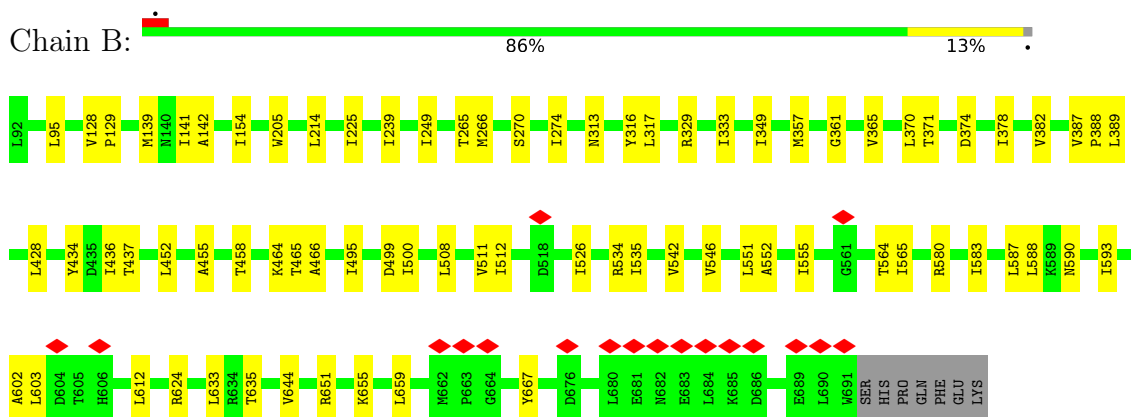 Chain B:
86%
13%
L92 L95 V128 P129 M139 N140 I141 A142 I154 W205 L214 I225 I239 I249 T265 M266 S270 I274 N313 Y316 L317 R329 I333 I349 M357 G361 V365 L370 T371 D374 I378 V382 V387 P388 L389
L428 Y434 D435 I436 T437 L452 A455 T458 K464 T465 A466 I495 D499 I500 L508 V511 I512 D518 I526 R534 I535 V542 V546 L551 A552 I555 G561 T564 I565 R580 I583 L587 L588 K589 N590 I593
A602 L603 D604 T605 H606 L612 R624 L633 R634 T635 V644 R651 K655 L659 M662 P663 G664 Y667 D676 L680 E681 N682 E683 L684 K685 D686 E689 L690 W691 SER HIS PRO GLN PHE GLU LYS